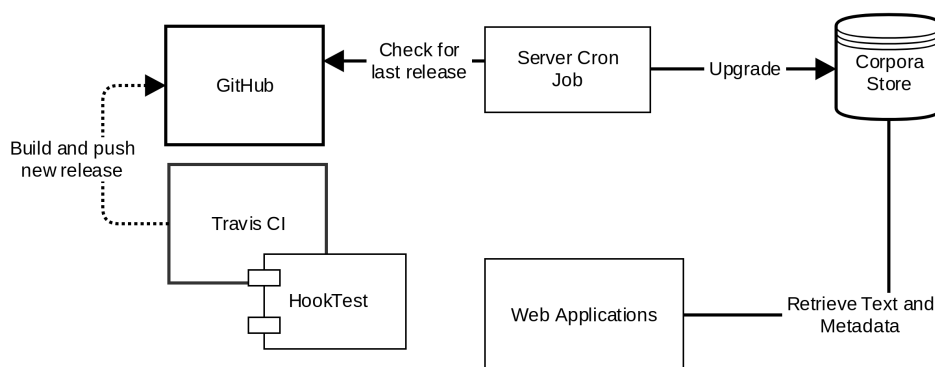 GitHub
Check for
last release
Server Cron
Job
Upgrade
Corpora
Store
Build and push
new release
Travis CI
HookTest
Web Applications
Retrieve Text and
Metadata